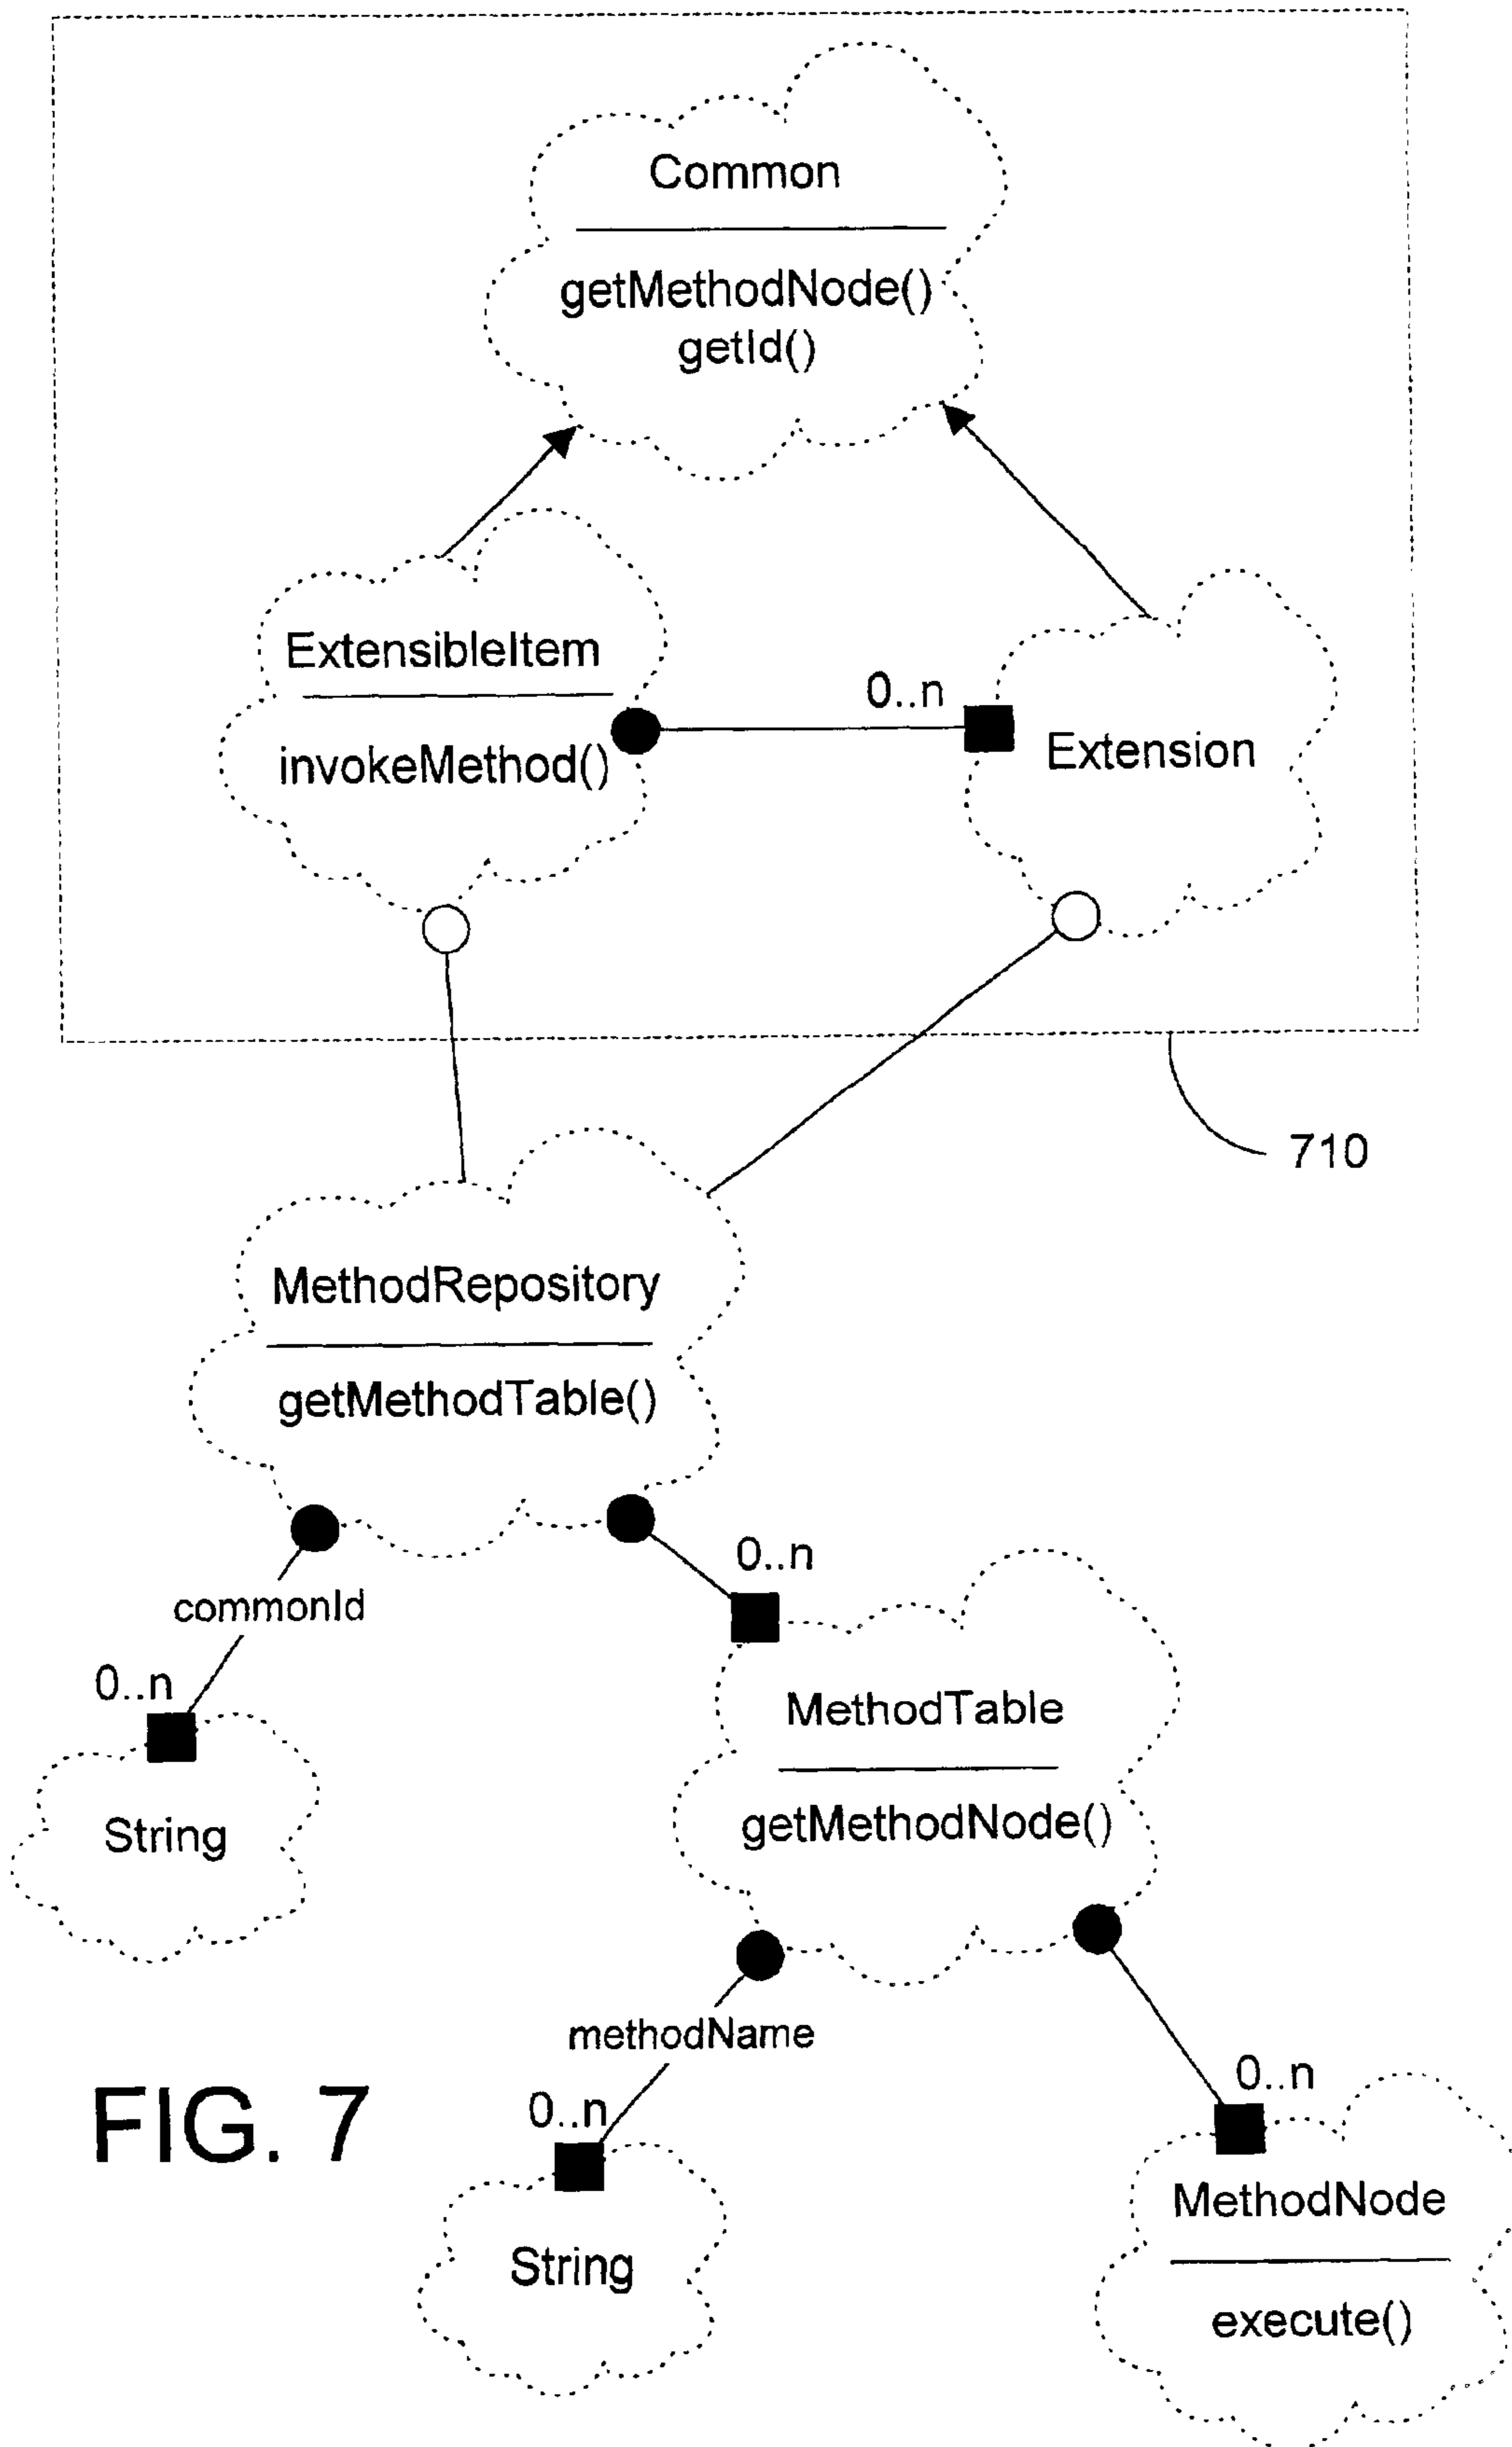 Common
getMethodNode()
getId()
ExtensibleItem
invokeMethod()
0..n
Extension
710
MethodRepository
getMethodTable()
commonId
0..n
String
0..n
MethodTable
getMethodNode()
methodName
0..n
String
0..n
MethodNode
execute()
FIG. 7